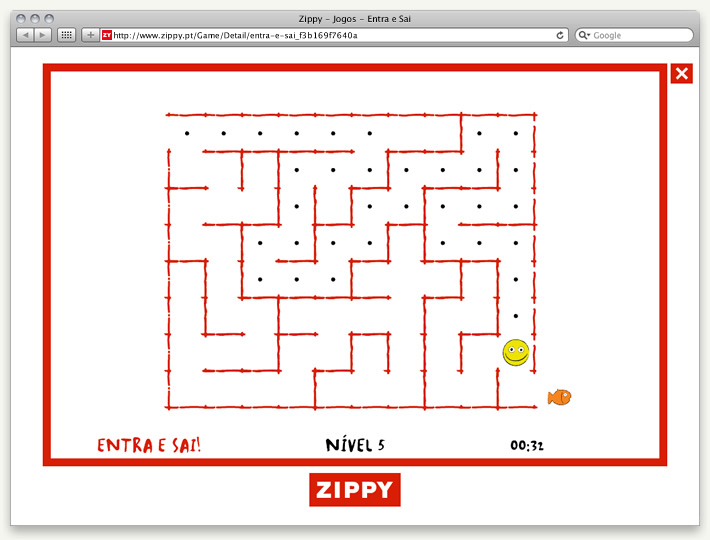 Zippy – Jogos – Entra e Sai
ZY http://www.zippy.pt/Game/Detail/entra-e-sai_f3b169f7640a
Google
ENTRA E SAI!
NÍVEL 5
00:32
ZIPPY